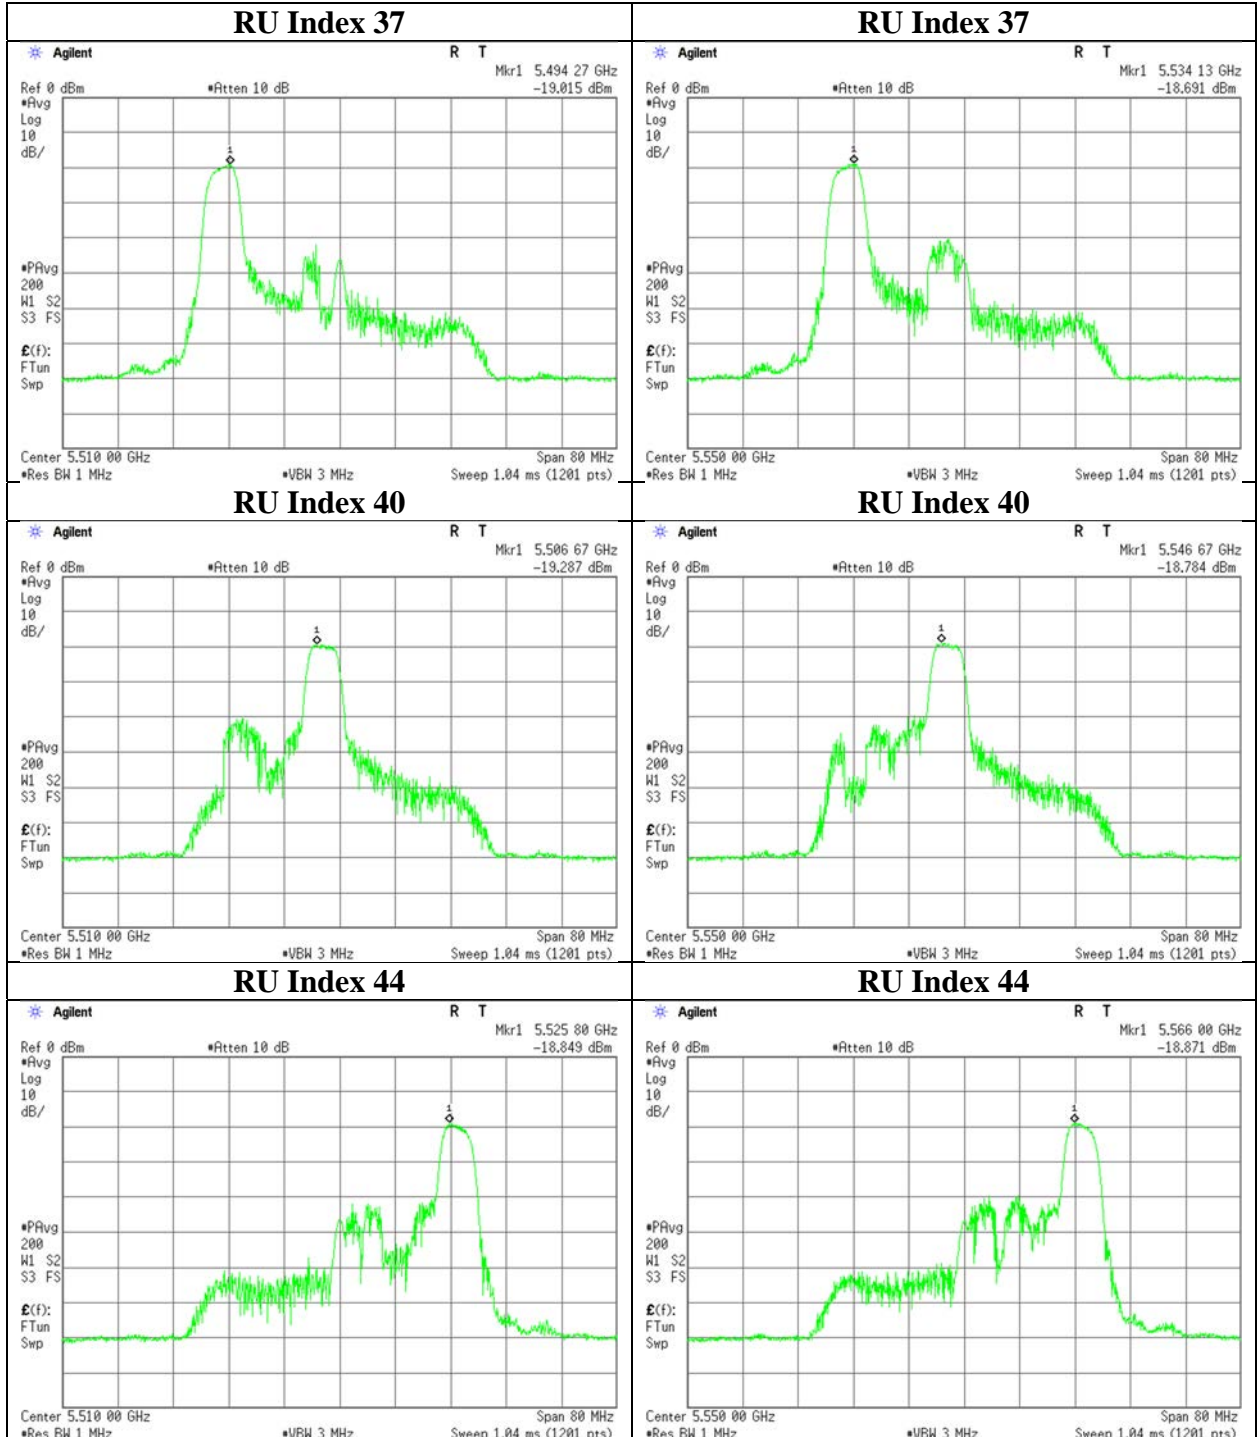 RU Index 37 RU Index 37
Agilent R T Agilent R T
Mkr1 5.494 27 GHz Mkr1 5.534 13 GHz
Ref 0 dBm #Atten 10 dB -19.015 dBm Ref 0 dBm #Atten 10 dB -18.691 dBm
#Avg #Avg
Log Log
10 10
dB/ dB/
1 1
#PAvg #PAvg
200 200
W1 S2 W1 S2
S3 FS S3 FS
£(f): £(f):
FTun FTun
Swp Swp
Center 5.510 00 GHz Span 80 MHz Center 5.550 00 GHz Span 80 MHz
#Res BW 1 MHz #VBW 3 MHz Sweep 1.04 ms (1201 pts) #Res BW 1 MHz #VBW 3 MHz Sweep 1.04 ms (1201 pts)
RU Index 40 RU Index 40
Agilent R T Agilent R T
Mkr1 5.506 67 GHz Mkr1 5.546 67 GHz
Ref 0 dBm #Atten 10 dB -19.287 dBm Ref 0 dBm #Atten 10 dB -18.784 dBm
#Avg #Avg
Log Log
10 10
dB/ dB/
1 1
#PAvg #PAvg
200 200
W1 S2 W1 S2
S3 FS S3 FS
£(f): £(f):
FTun FTun
Swp Swp
Center 5.510 00 GHz Span 80 MHz Center 5.550 00 GHz Span 80 MHz
#Res BW 1 MHz #VBW 3 MHz Sweep 1.04 ms (1201 pts) #Res BW 1 MHz #VBW 3 MHz Sweep 1.04 ms (1201 pts)
RU Index 44 RU Index 44
Agilent R T Agilent R T
Mkr1 5.525 80 GHz Mkr1 5.566 00 GHz
Ref 0 dBm #Atten 10 dB -18.849 dBm Ref 0 dBm #Atten 10 dB -18.871 dBm
#Avg #Avg
Log Log
10 10
dB/ dB/
1 1
#PAvg #PAvg
200 200
W1 S2 W1 S2
S3 FS S3 FS
£(f): £(f):
FTun FTun
Swp Swp
Center 5.510 00 GHz Span 80 MHz Center 5.550 00 GHz Span 80 MHz
#Res BW 1 MHz #VBW 3 MHz Sweep 1.04 ms (1201 pts) #Res BW 1 MHz #VBW 3 MHz Sweep 1.04 ms (1201 pts)